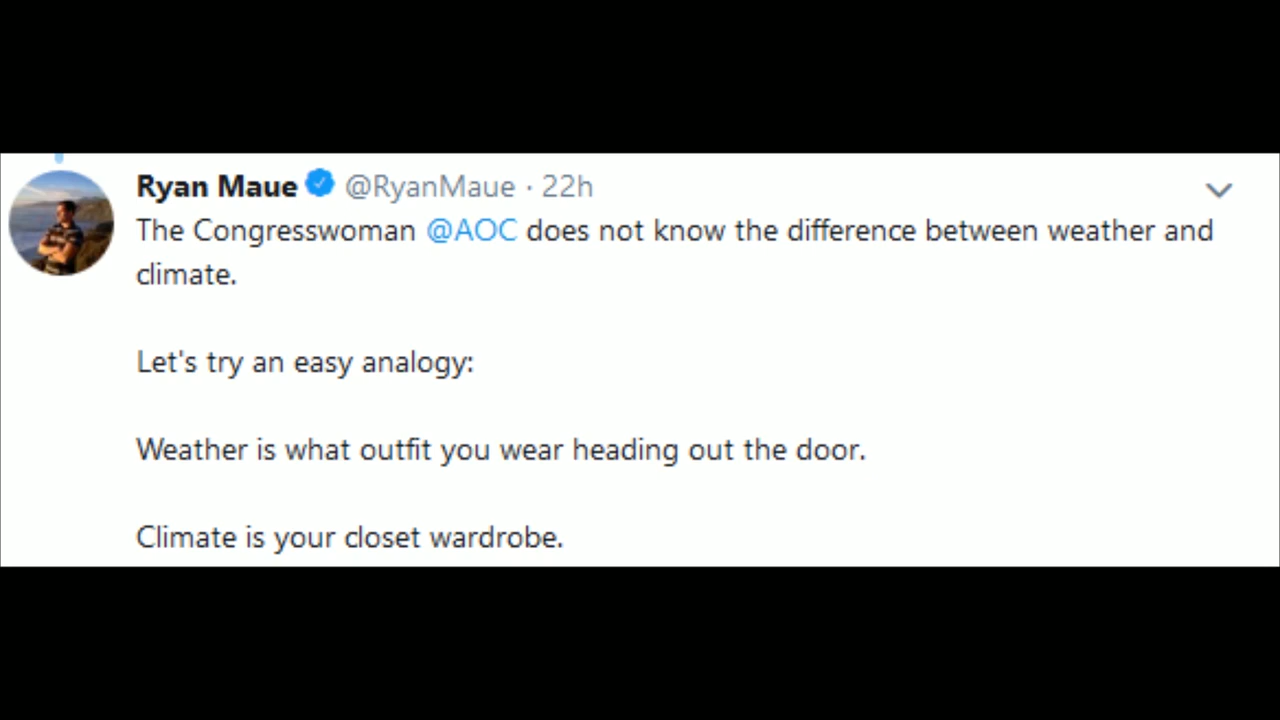 Ryan Maue @RyanMaue · 22h
The Congresswoman @AOC does not know the difference between weather and
climate.
Let's try an easy analogy:
Weather is what outfit you wear heading out the door.
Climate is your closet wardrobe.